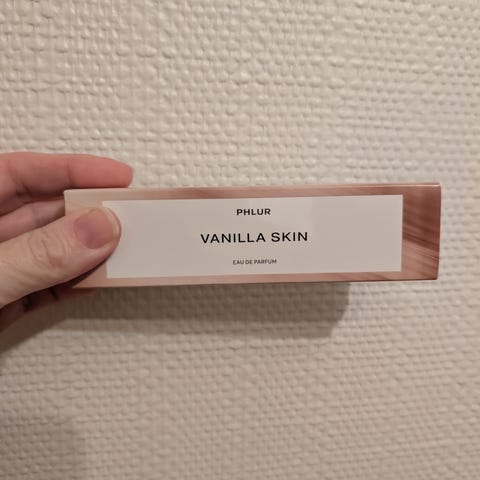 PHLUR
VANILLA SKIN
EAU DE PARFUM